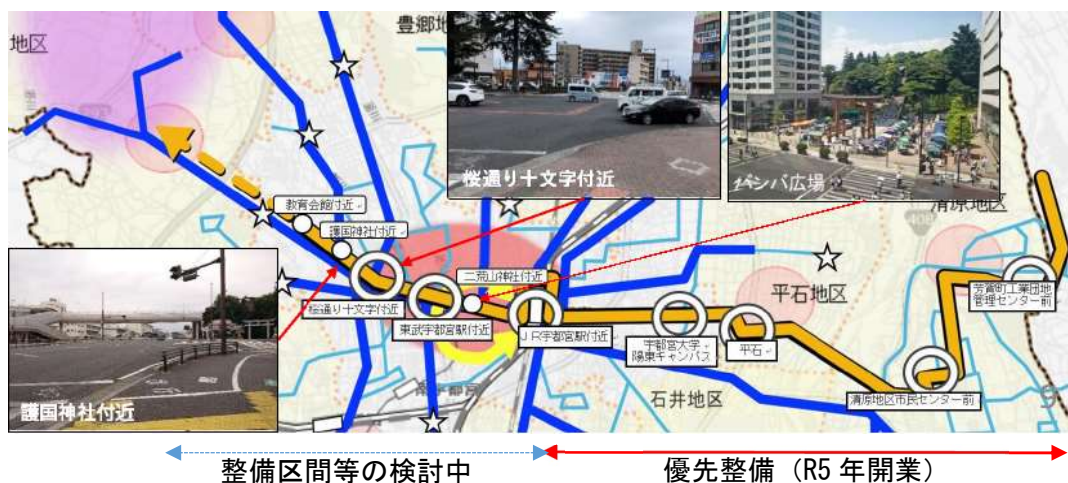 地区
豊郷地
桜通り十文字付近
バンバ広場
清原地区
408
教育会館付近
護国神社付近
二荒山神社付近
芳賀町工業団地
管理センター前
平石地区
桜通り十文字付近
東武宇都宮駅付近
JR宇都宮駅付近
宇都宮大学
陽東キャンパス
平石
石井地区
清原地区市民センター前
護国神社付近
整備区間等の検討中
優先整備（R5 年開業）